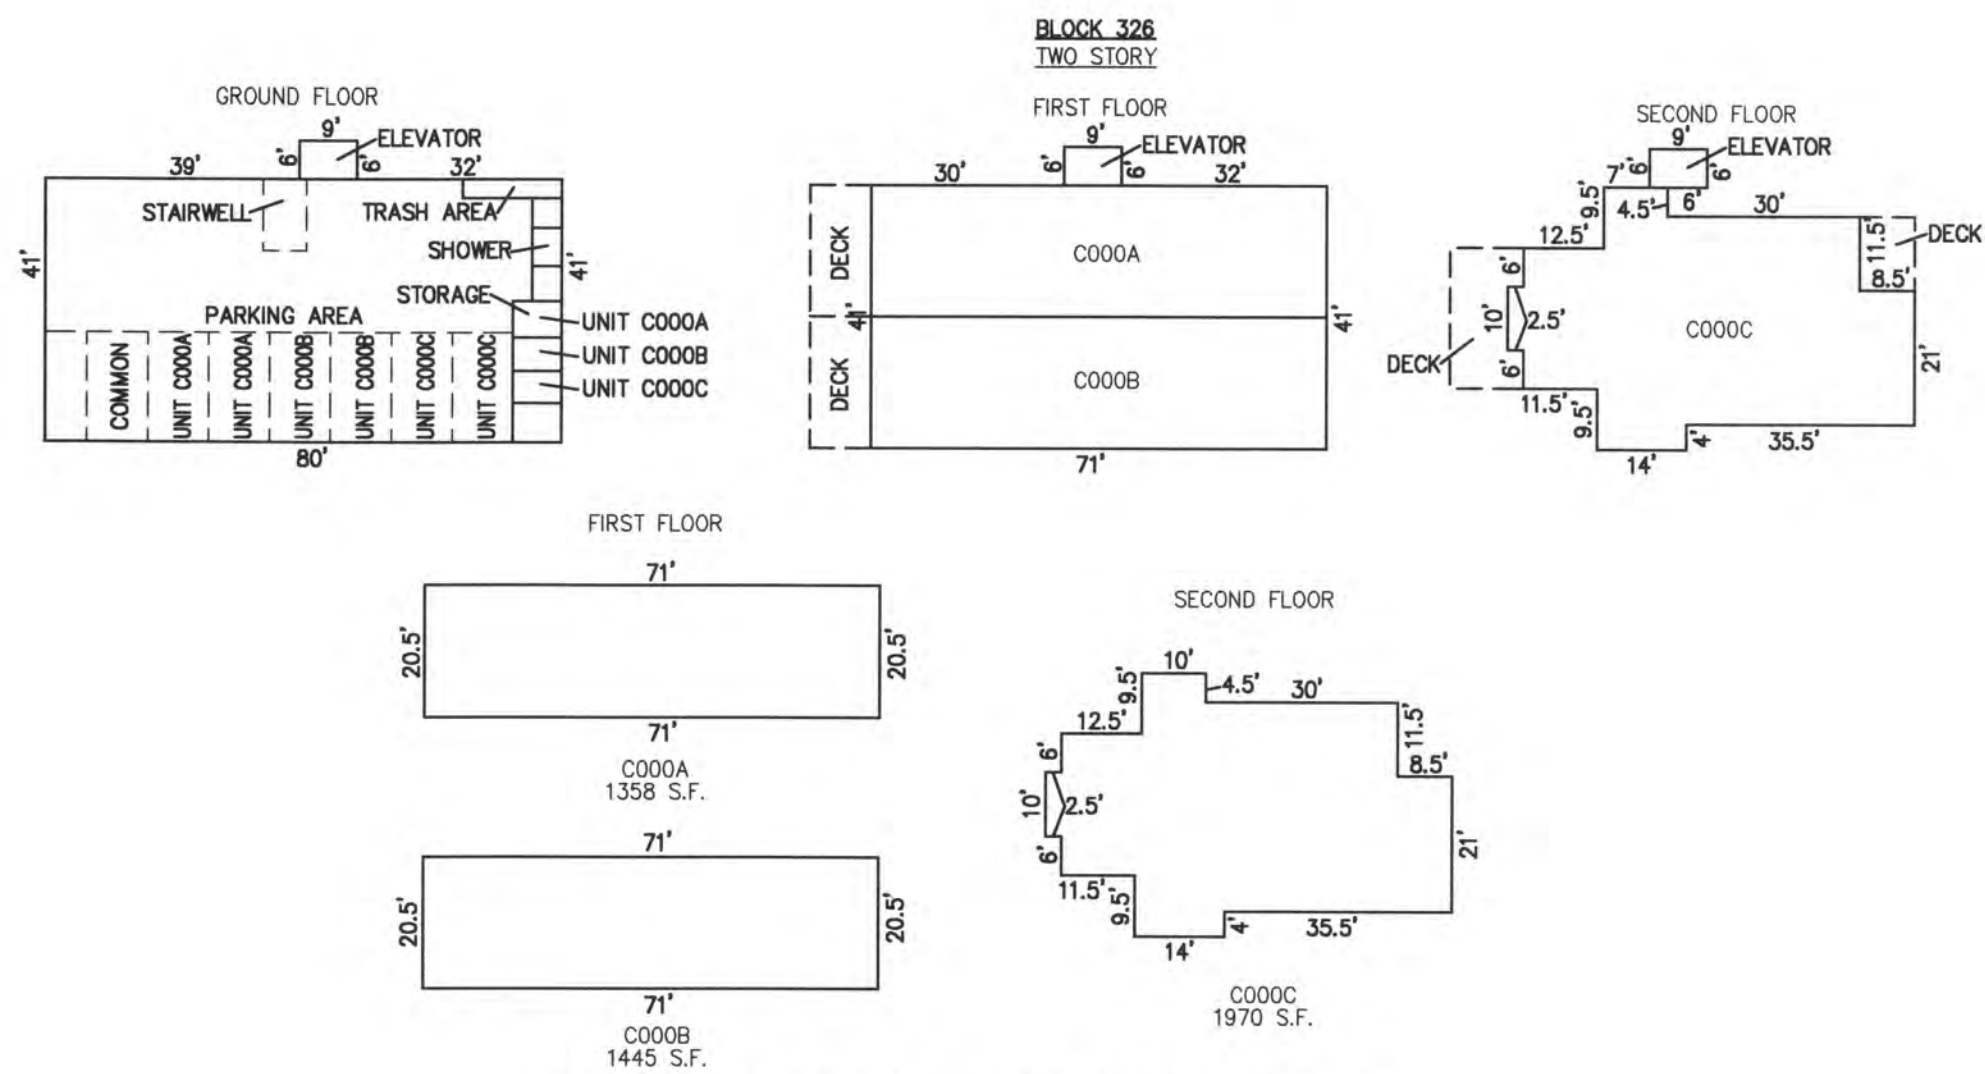 BLOCK 326
TWO STORY
GROUND FLOOR
9'
ELEVATOR
39'
6'
6'
32'
STAIRWELL
TRASH AREA
SHOWER
41'
41'
STORAGE
PARKING AREA
UNIT C000A
UNIT C000B
UNIT C000C
COMMON
UNIT C000A
UNIT C000A
UNIT C000B
UNIT C000B
UNIT C000C
UNIT C000C
80'
FIRST FLOOR
9'
ELEVATOR
30'
6'
6'
32'
DECK
C000A
41'
41'
DECK
C000B
71'
SECOND FLOOR
9'
ELEVATOR
7'
6'
6'
9.5'
4.5'
6'
30'
12.5'
11.5'
DECK
6'
8.5'
10'
2.5'
C000C
21'
DECK
6'
11.5'
9.5'
4'
35.5'
14'
FIRST FLOOR
71'
20.5'
20.5'
71'
C000A
1358 S.F.
71'
20.5'
20.5'
71'
C000B
1445 S.F.
SECOND FLOOR
10'
9.5'
4.5'
30'
12.5'
11.5'
6'
8.5'
10'
2.5'
21'
6'
11.5'
9.5'
4'
35.5'
14'
C000C
1970 S.F.